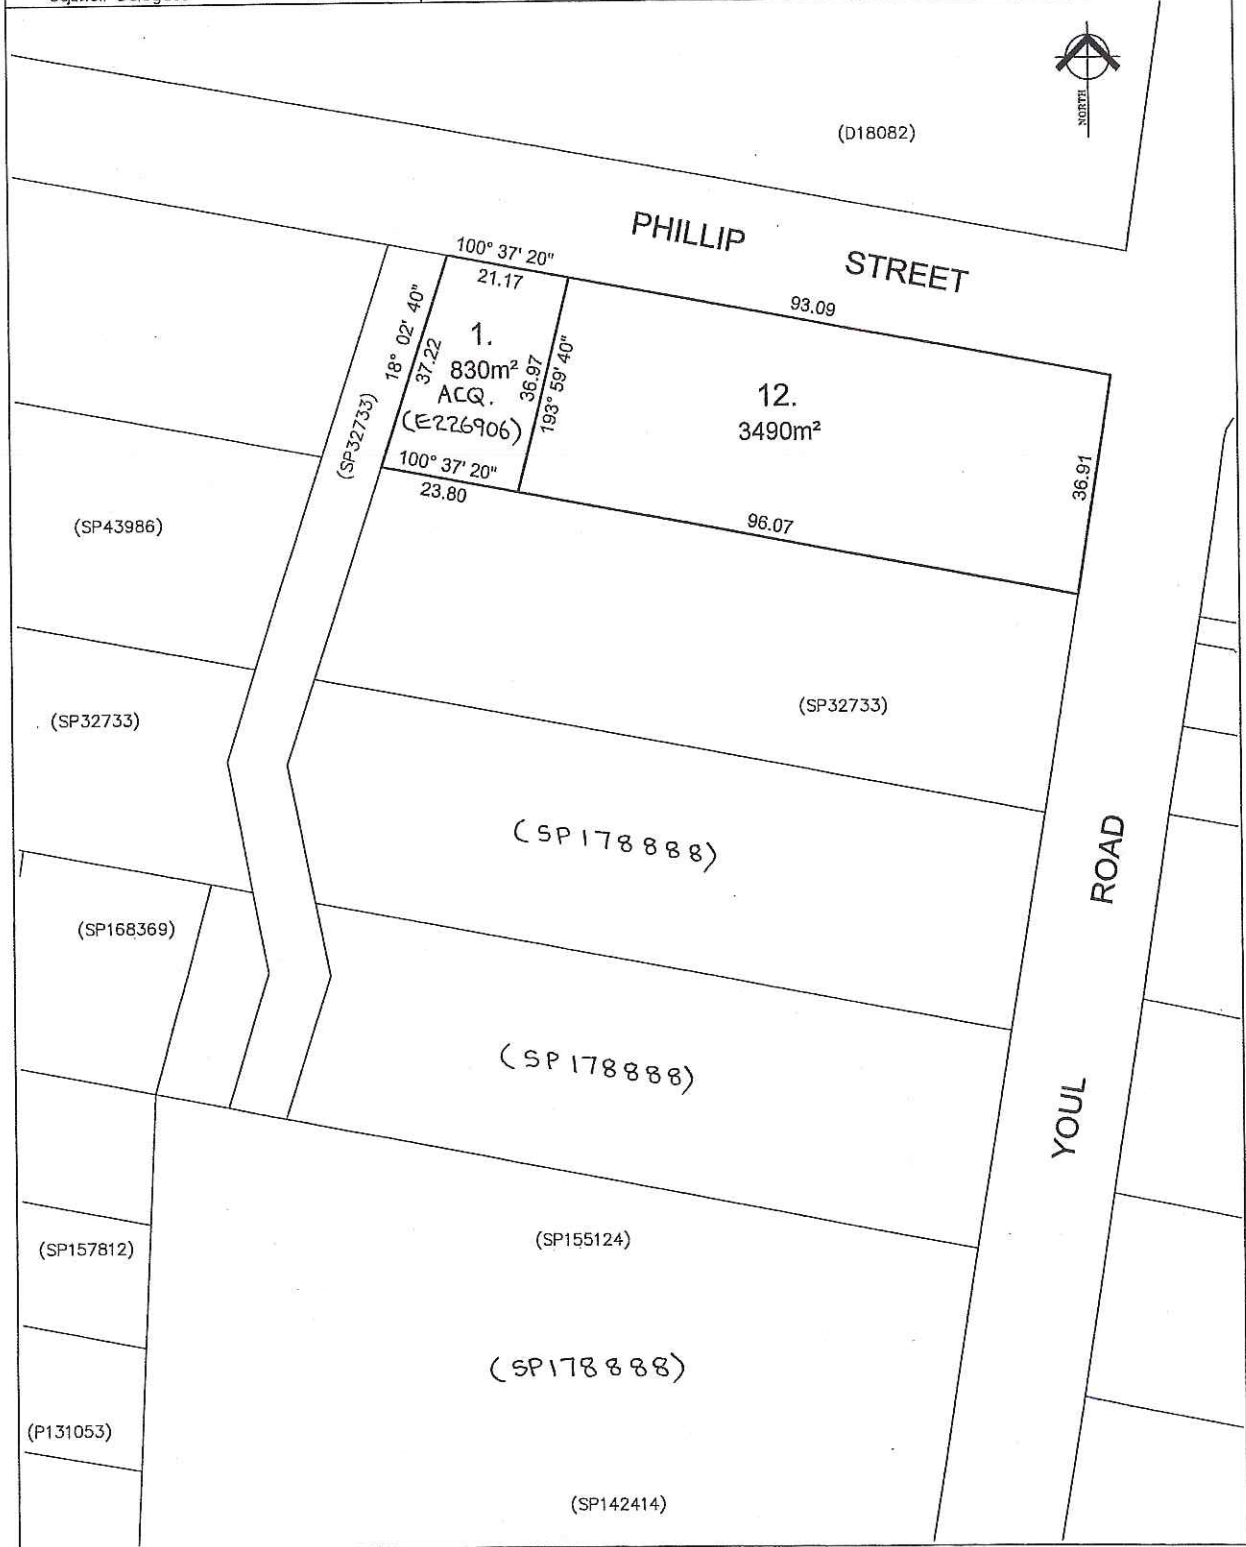 NORTH
(D18082)
PHILLIP STREET
100° 37' 20"
21.17
93.09
18° 02' 40"
37.22
1.
830m²
ACQ.
(E226906)
36.97
193° 59' 40"
12.
3490m²
36.91
(SP32733)
100° 37' 20"
23.80
96.07
(SP43986)
(SP32733)
(SP32733)
(SP178888)
ROAD
(SP168369)
(SP178888)
YOUL
(SP157812)
(SP155124)
(SP178888)
(P131053)
(SP142414)